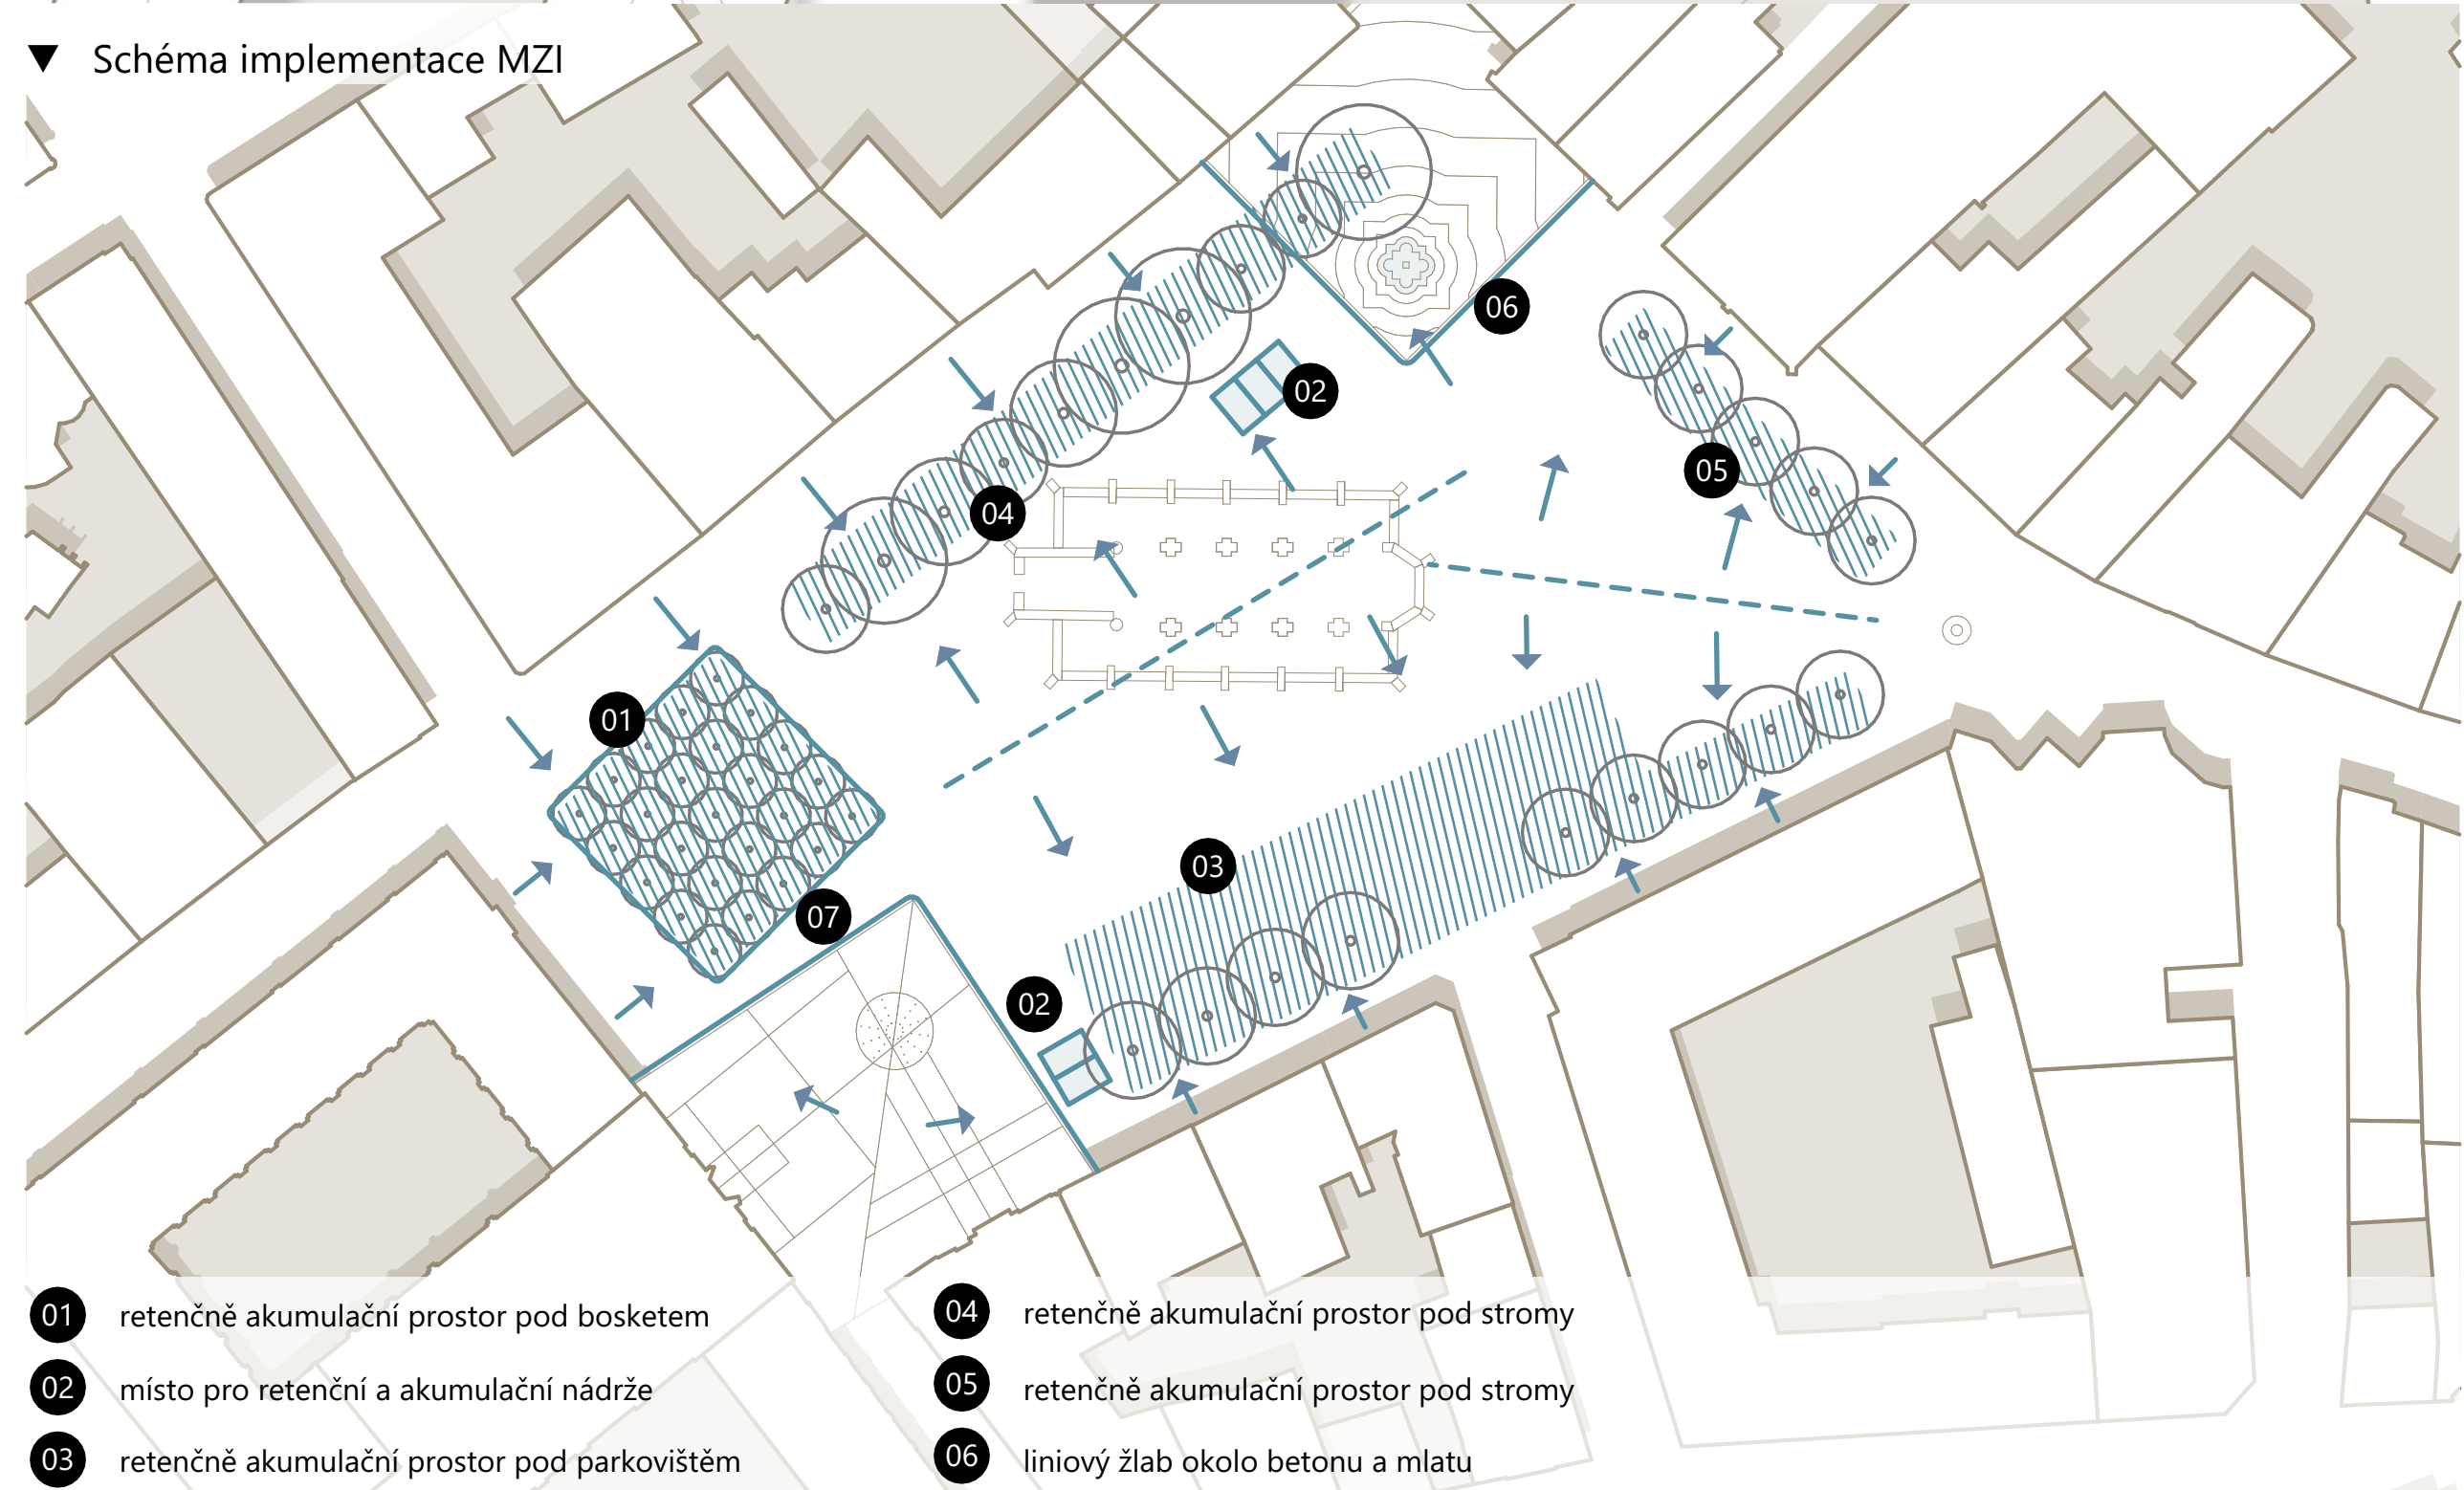 Schéma implementace MZI
06
02
05
04
01
03
07
02
01 retenčně akumulační prostor pod bosketem
02 místo pro retenční a akumulační nádrže
03 retenčně akumulační prostor pod parkovištěm
04 retenčně akumulační prostor pod stromy
05 retenčně akumulační prostor pod stromy
06 liniový žlab okolo betonu a mlatu